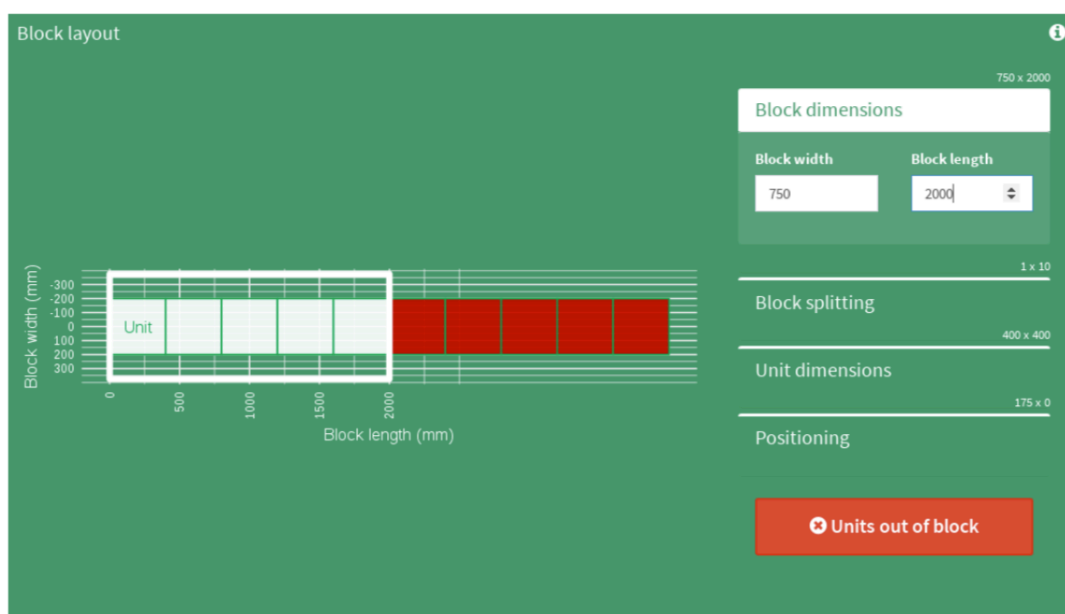 Block layout
750 x 2000
Block dimensions
Block width Block length
750 2000
1 x 10
Block splitting
400 x 400
Unit dimensions
175 x 0
Positioning
Units out of block
Block width (mm)
-300
-200
-100
0
100
200
300
Unit
0 500 1000 1500 2000
Block length (mm)